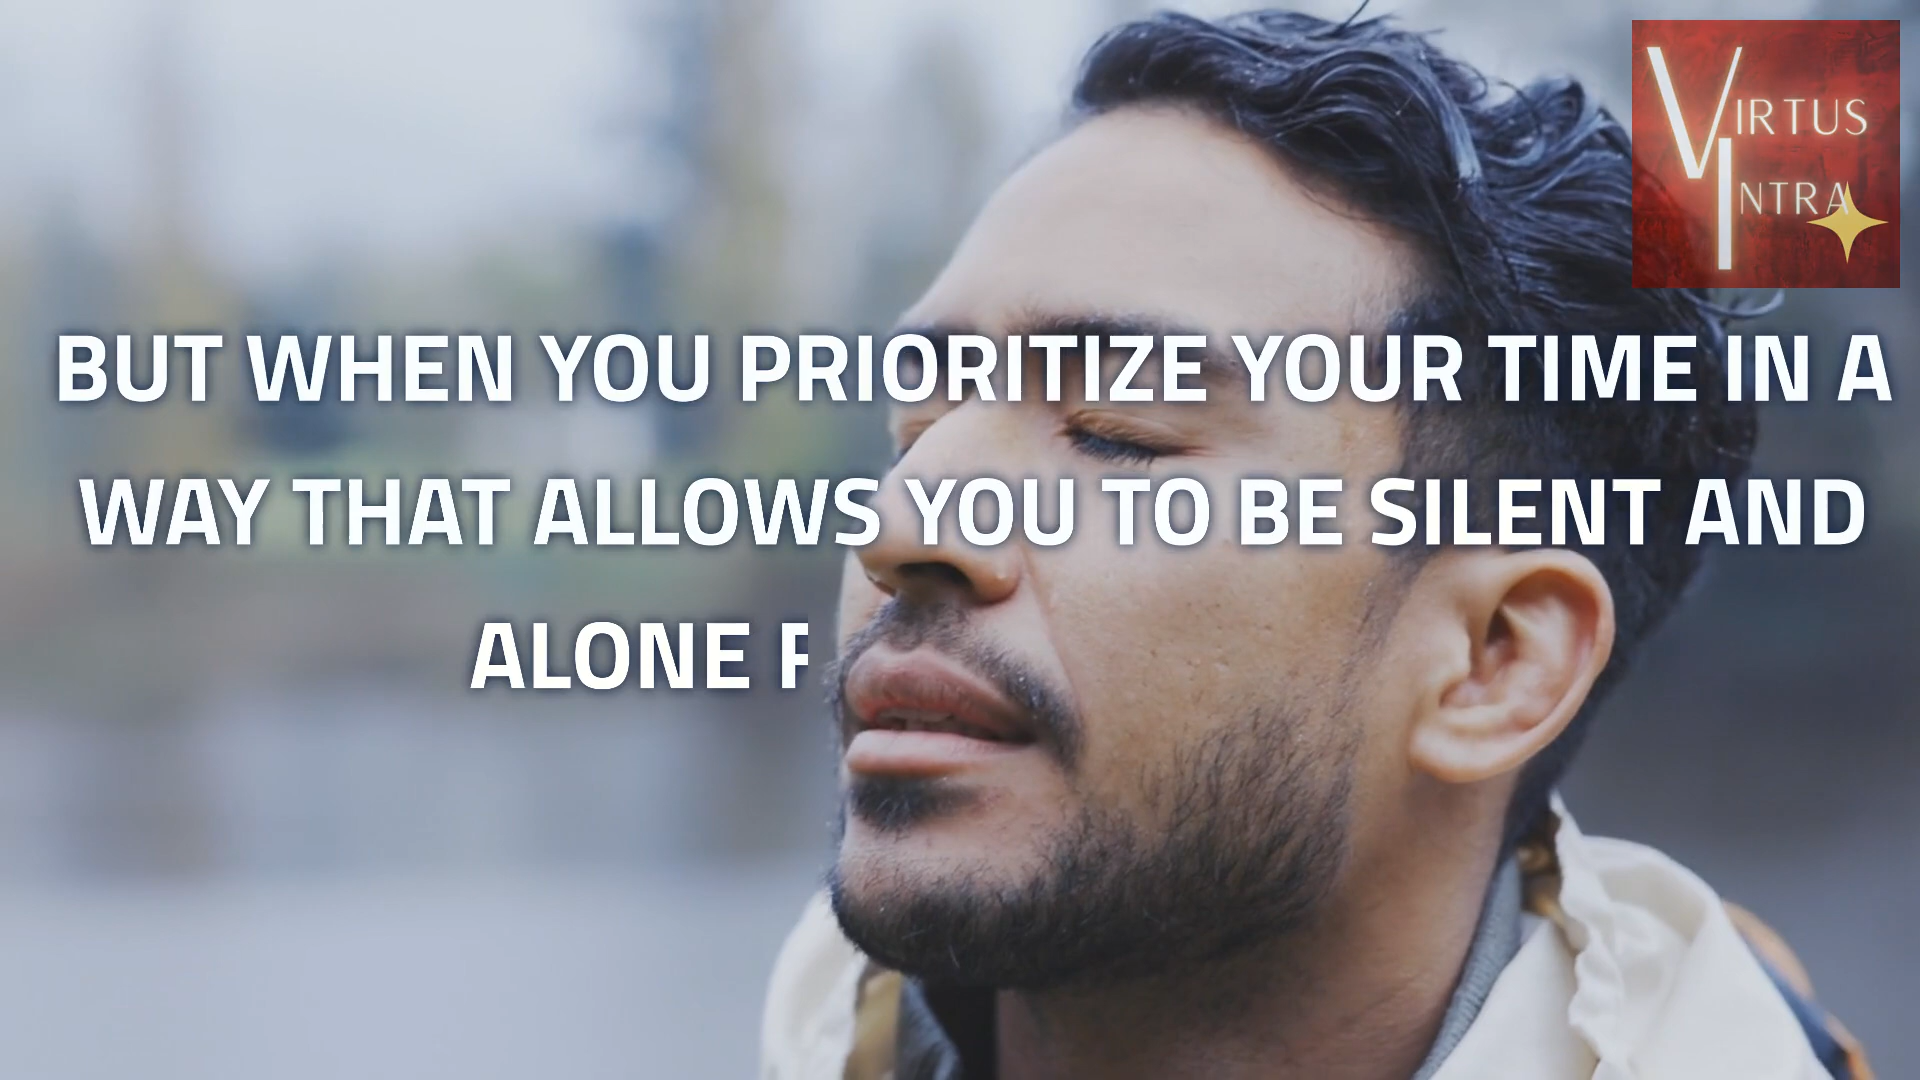 VIRTUS
INTRA
BUT WHEN YOU PRIORITIZE YOUR TIME IN A
WAY THAT ALLOWS YOU TO BE SILENT AND
ALONE